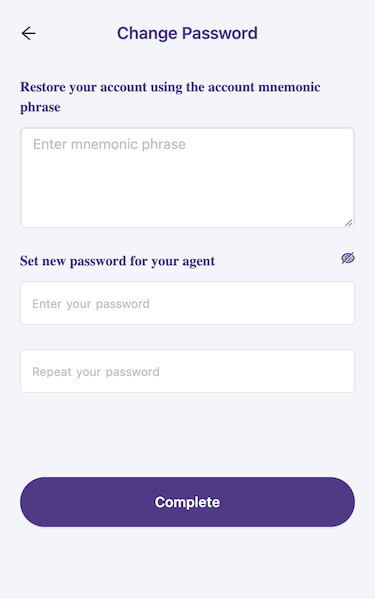 Change Password
Restore your account using the account mnemonic
phrase
Enter mnemonic phrase
Set new password for your agent
Enter your password
Repeat your password
Complete